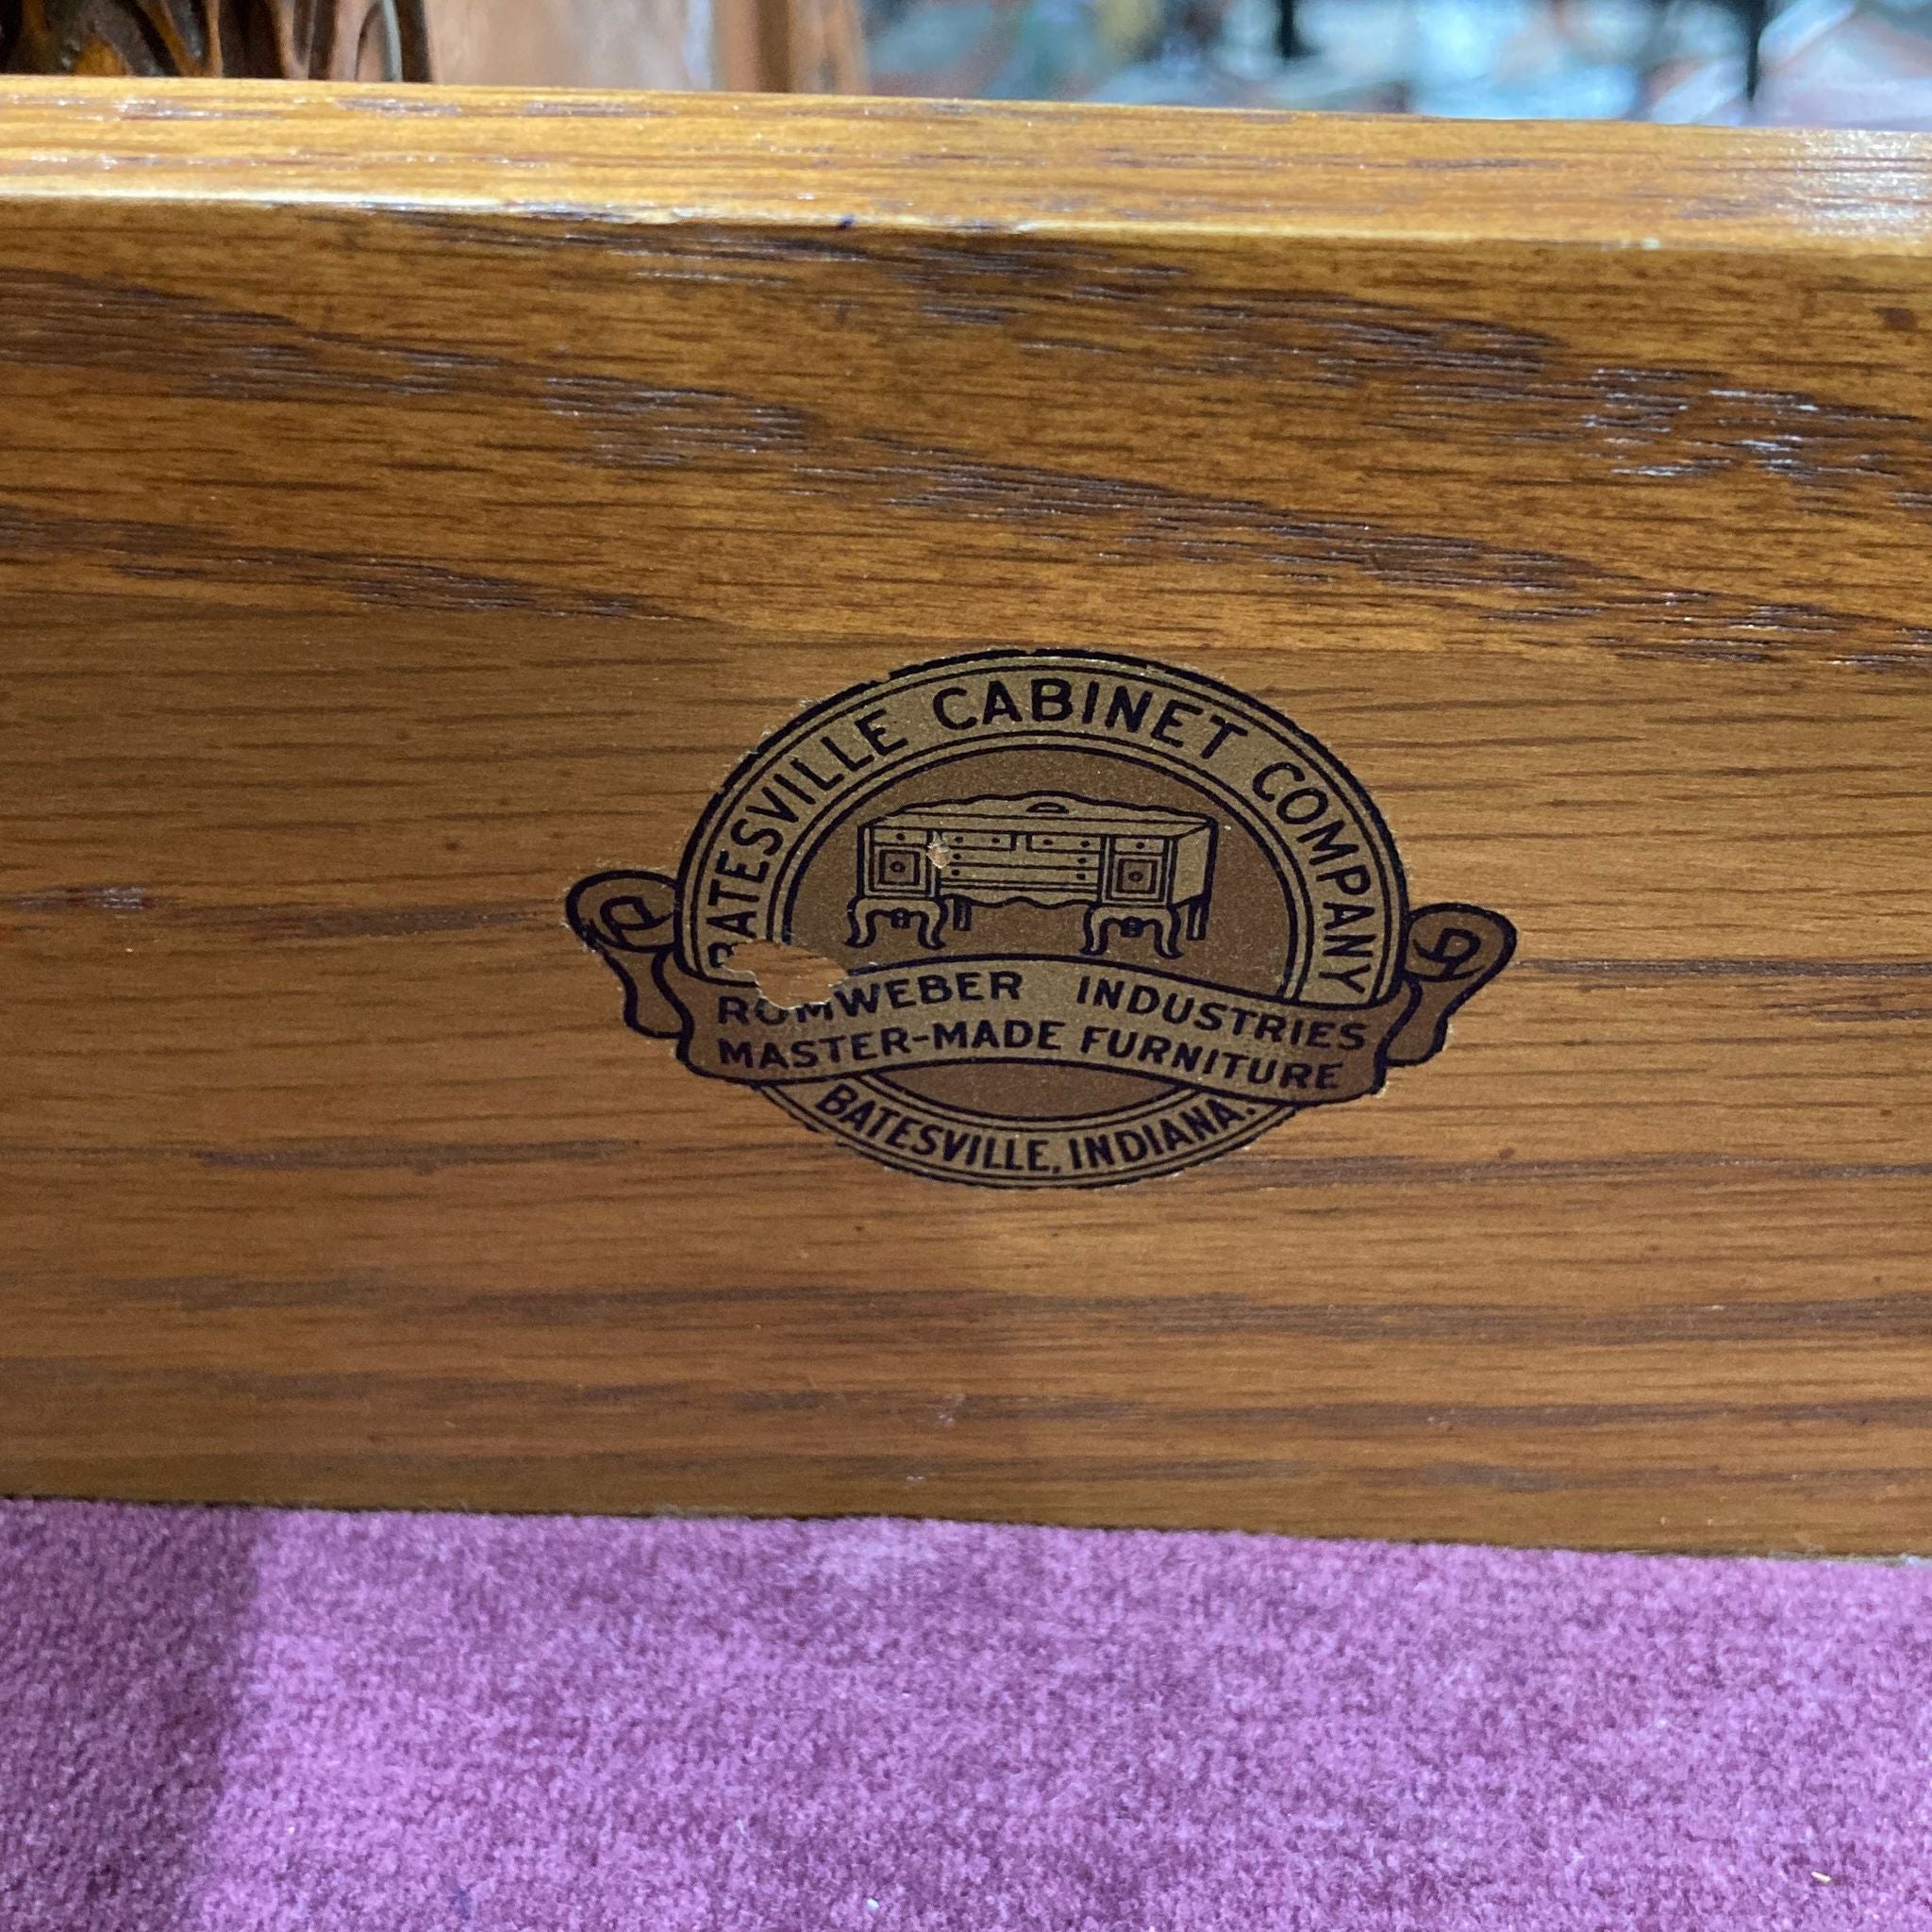 BATESVILLE CABINET COMPANY
ROMWEBER INDUSTRIES
MASTER-MADE FURNITURE
BATESVILLE, INDIANA.